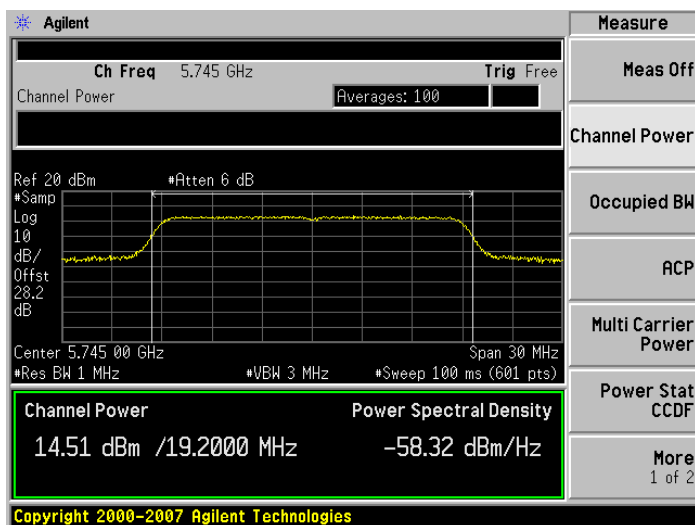 Agilent
Measure
Ch Freq 5.745 GHz Trig Free
Channel Power Averages: 100
Meas Off
Channel Power
Occupied BW
ACP
Multi Carrier
Power
Power Stat
CCDF
More
1 of 2
Ref 20 dBm #Atten 6 dB
#Samp
Log
10
dB/
Offst
28.2
dB
Center 5.745 00 GHz Span 30 MHz
#Res BW 1 MHz #VBW 3 MHz #Sweep 100 ms (601 pts)
Channel Power Power Spectral Density
14.51 dBm /19.2000 MHz -58.32 dBm/Hz
Copyright 2000-2007 Agilent Technologies